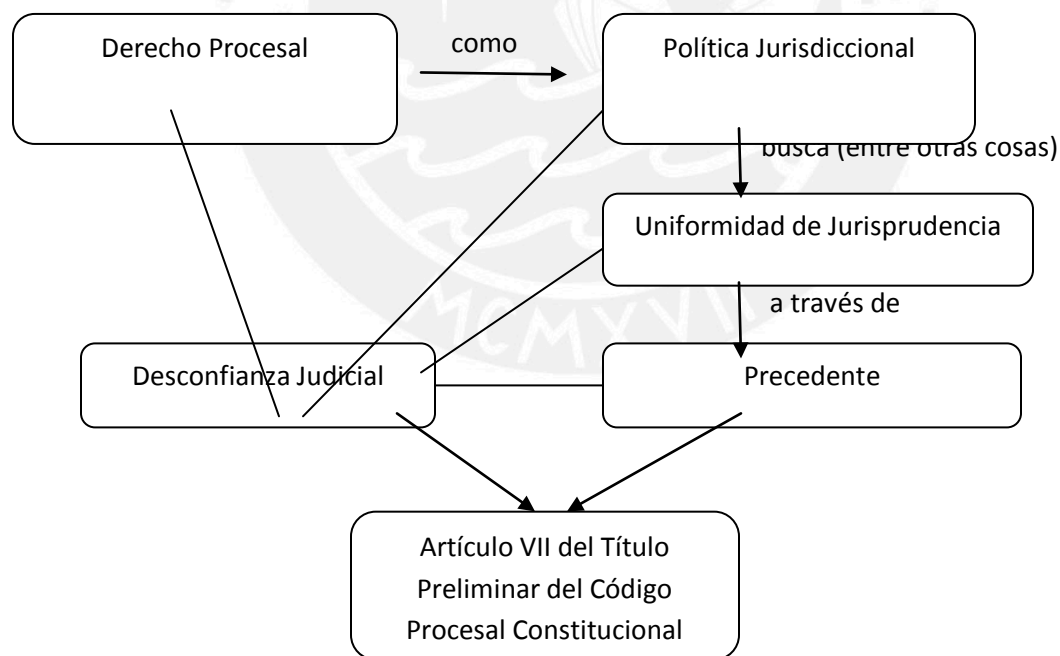 Derecho Procesal
como
Política Jurisdiccional
busca (entre otras cosas)
Uniformidad de Jurisprudencia
a través de
Desconfianza Judicial
Precedente
Artículo VII del Título
Preliminar del Código
Procesal Constitucional
MCMXVII